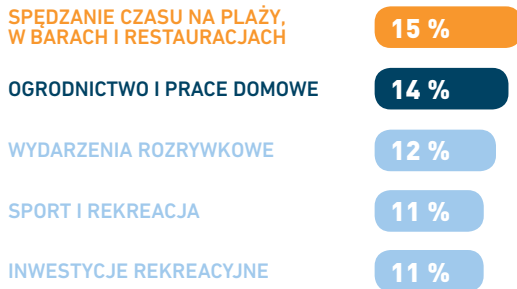 SPĘDZANIE CZASU NA PLAŻY,
W BARACH I RESTAURACJACH
15 %
OGRODNICTWO I PRACE DOMOWE
14 %
WYDARZENIA ROZRYWKOWE
12 %
SPORT I REKREACJA
11 %
INWESTYCJE REKREACYJNE
11 %